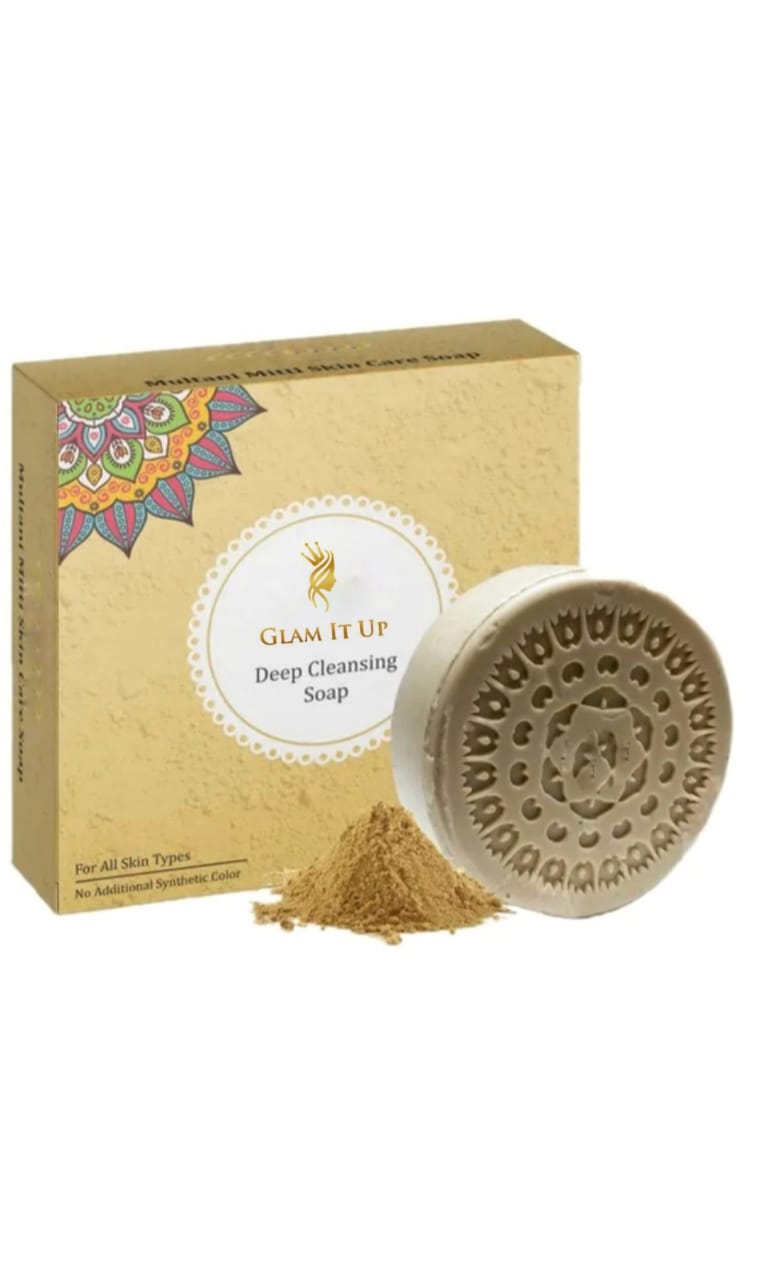 Multani Mitti Skin Care Soap
Multani Mitti Skin Care Soap
GLAM IT UP
Deep Cleansing
Soap
For All Skin Types
No Additional Synthetic Color